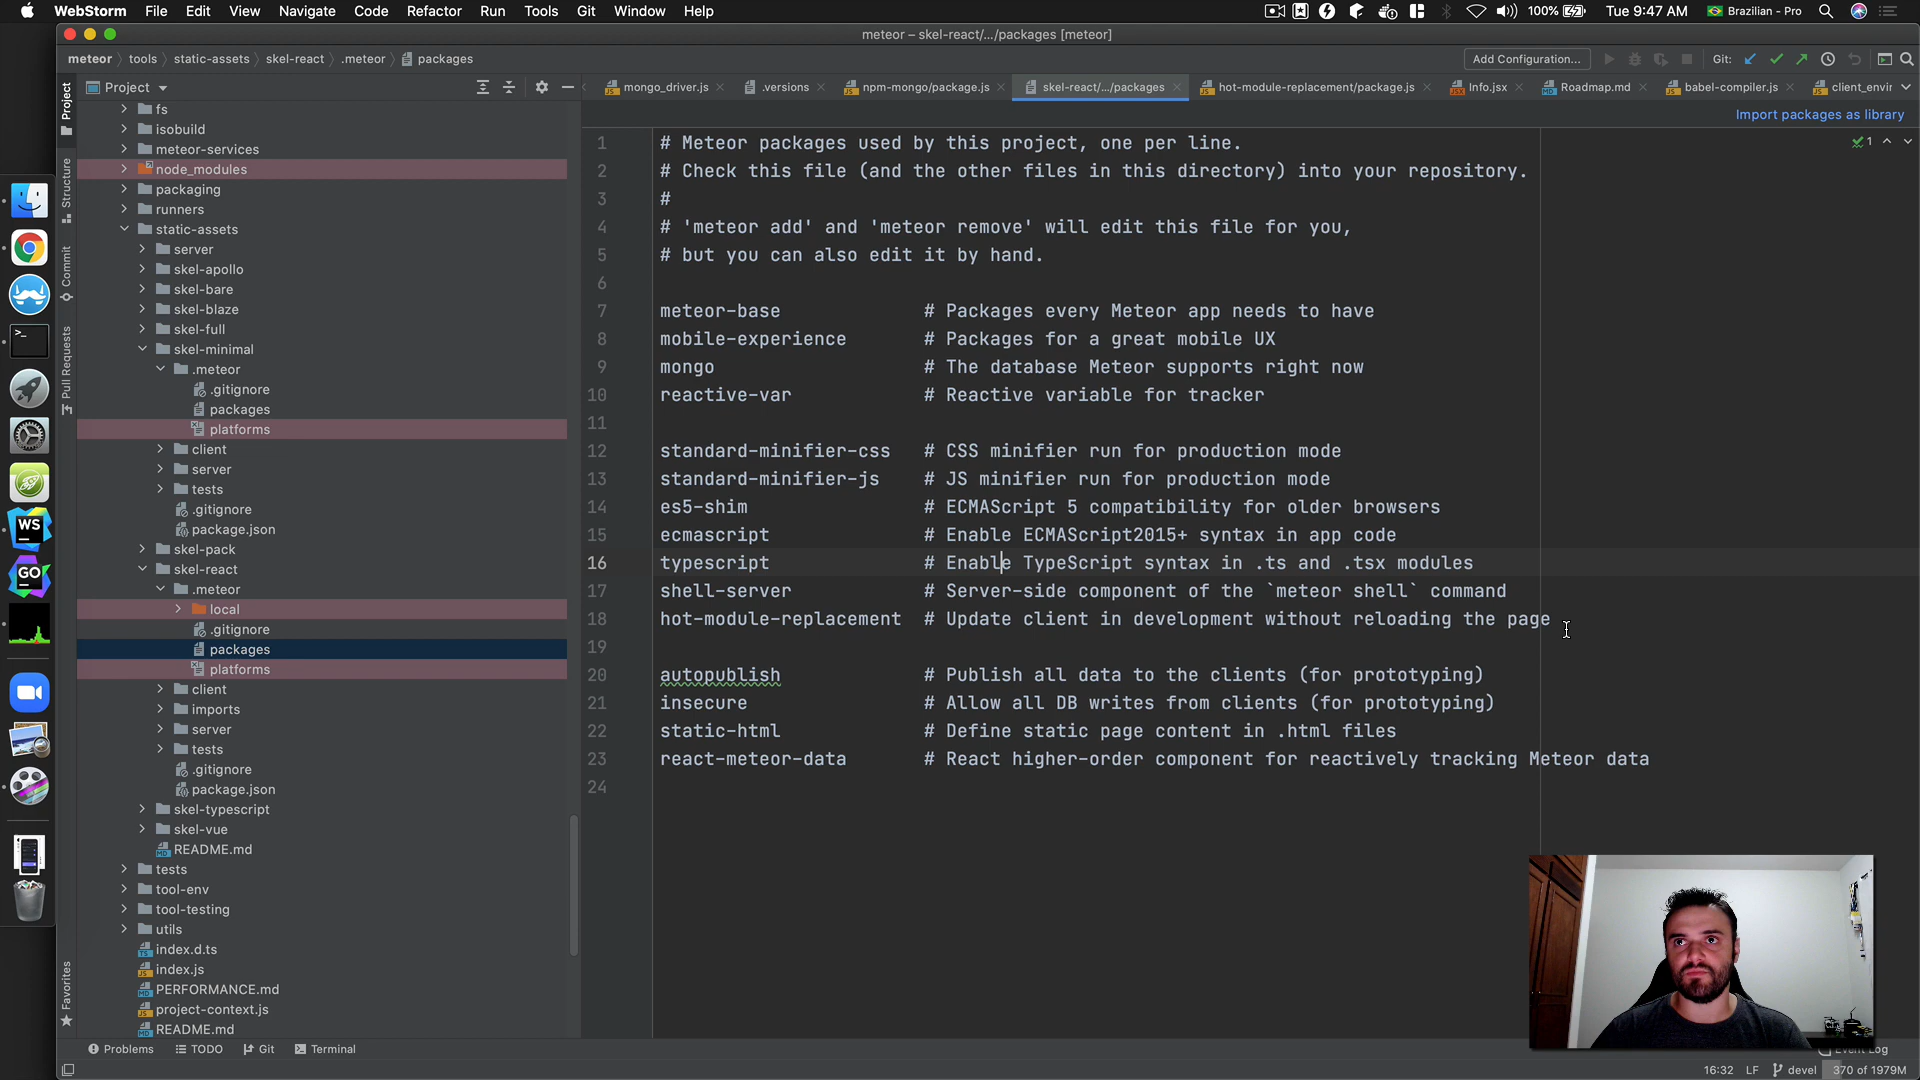 WebStorm File Edit View Navigate Code Refactor Run Tools Git Window Help 100% Tue 9:47 AM Brazilian - Pro
meteor – skel-react/.../packages [meteor]
meteor tools static-assets skel-react .meteor packages Add Configuration... Git:
Project mongo_driver.js .versions npm-mongo/package.js skel-react/.../packages hot-module-replacement/package.js Info.jsx Roadmap.md babel-compiler.js client_envir
Import packages as library
Project
Structure
Commit
Pull Requests
Favorites
fs
isobuild
meteor-services
node_modules
packaging
runners
static-assets
server
skel-apollo
skel-bare
skel-blaze
skel-full
skel-minimal
.meteor
.gitignore
packages
platforms
client
server
tests
.gitignore
package.json
skel-pack
skel-react
.meteor
local
.gitignore
packages
platforms
client
imports
server
tests
.gitignore
package.json
skel-typescript
skel-vue
README.md
tests
tool-env
tool-testing
utils
index.d.ts
index.js
PERFORMANCE.md
project-context.js
README.md
1 # Meteor packages used by this project, one per line. 1
2 # Check this file (and the other files in this directory) into your repository.
3 #
4 # 'meteor add' and 'meteor remove' will edit this file for you,
5 # but you can also edit it by hand.
6
7 meteor-base # Packages every Meteor app needs to have
8 mobile-experience # Packages for a great mobile UX
9 mongo # The database Meteor supports right now
10 reactive-var # Reactive variable for tracker
11
12 standard-minifier-css # CSS minifier run for production mode
13 standard-minifier-js # JS minifier run for production mode
14 es5-shim # ECMAScript 5 compatibility for older browsers
15 ecmascript # Enable ECMAScript2015+ syntax in app code
16 typescript # Enable TypeScript syntax in .ts and .tsx modules
17 shell-server # Server-side component of the `meteor shell` command
18 hot-module-replacement # Update client in development without reloading the page
19
20 autopublish # Publish all data to the clients (for prototyping)
21 insecure # Allow all DB writes from clients (for prototyping)
22 static-html # Define static page content in .html files
23 react-meteor-data # React higher-order component for reactively tracking Meteor data
24
WS
GO
Problems TODO Git Terminal Event Log
16:32 LF devel 370 of 1979M